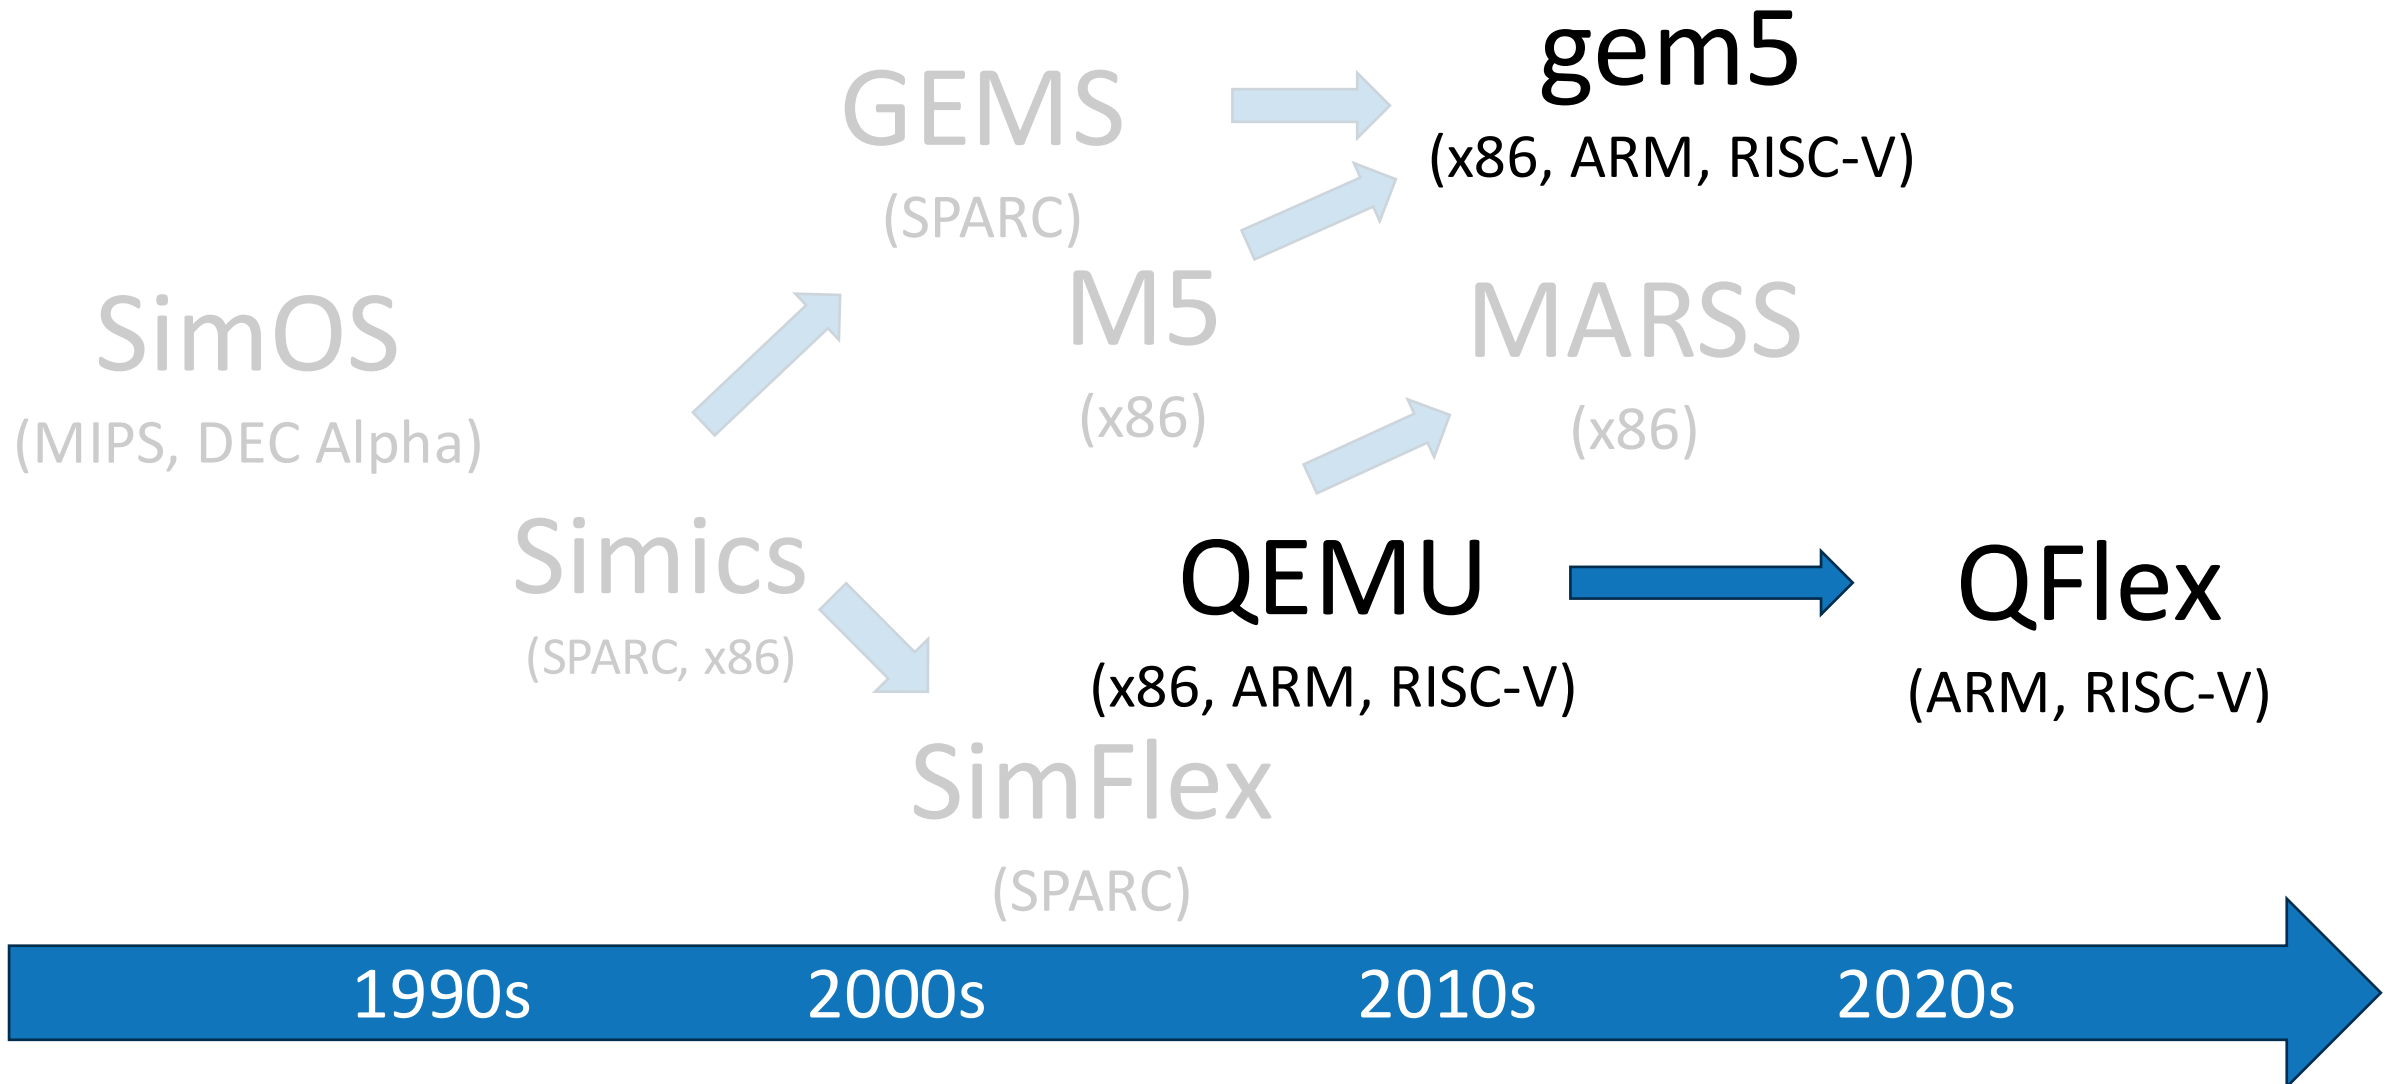 gem5
(x86, ARM, RISC-V)
GEMS
(SPARC)
M5
(x86)
MARSS
(x86)
SimOS
(MIPS, DEC Alpha)
Simics
(SPARC, x86)
QEMU
(x86, ARM, RISC-V)
QFlex
(ARM, RISC-V)
SimFlex
(SPARC)
1990s 2000s 2010s 2020s